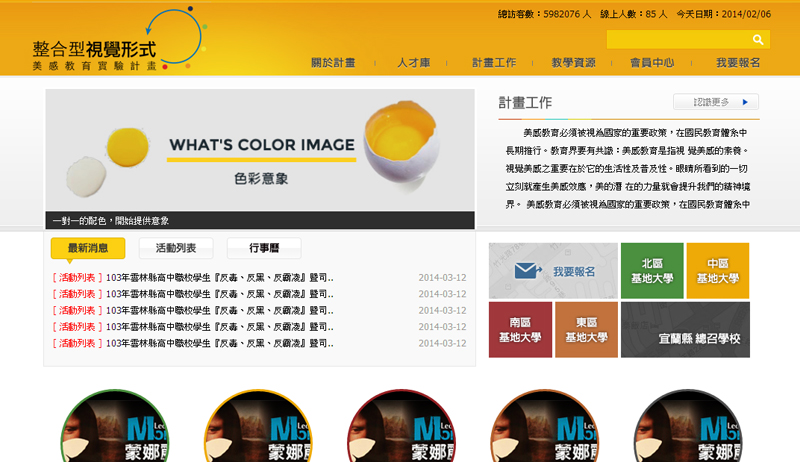 總訪客數：5982076 人　線上人數：85 人　今天日期：2014/02/06
整合型視覺形式
美感教育實驗計畫
關於計畫
人才庫
計畫工作
教學資源
會員中心
我要報名
WHAT'S COLOR IMAGE
色彩意象
一對一的配色，開始提供意象
計畫工作
認識更多
美感教育必須被視為國家的重要政策，在國民教育體系中
長期推行。教育界要有共識：美感教育是指視 覺美感的素養。
視覺美感之重要在於它的生活性及普及性。眼睛所看到的一切
立刻就產生美感效應，美的潛 在的力量就會提升我們的精神境
界。 美感教育必須被視為國家的重要政策，在國民教育體系中
最新消息
活動列表
行事曆
[ 活動列表 ] 103年雲林縣高中職校學生『反毒、反黑、反霸凌』暨司.. 2014-03-12
[ 活動列表 ] 103年雲林縣高中職校學生『反毒、反黑、反霸凌』暨司.. 2014-03-12
[ 活動列表 ] 103年雲林縣高中職校學生『反毒、反黑、反霸凌』暨司.. 2014-03-12
[ 活動列表 ] 103年雲林縣高中職校學生『反毒、反黑、反霸凌』暨司.. 2014-03-12
[ 活動列表 ] 103年雲林縣高中職校學生『反毒、反黑、反霸凌』暨司.. 2014-03-12
我要報名
北區
基地大學
中區
基地大學
南區
基地大學
東區
基地大學
宜蘭縣 總召學校